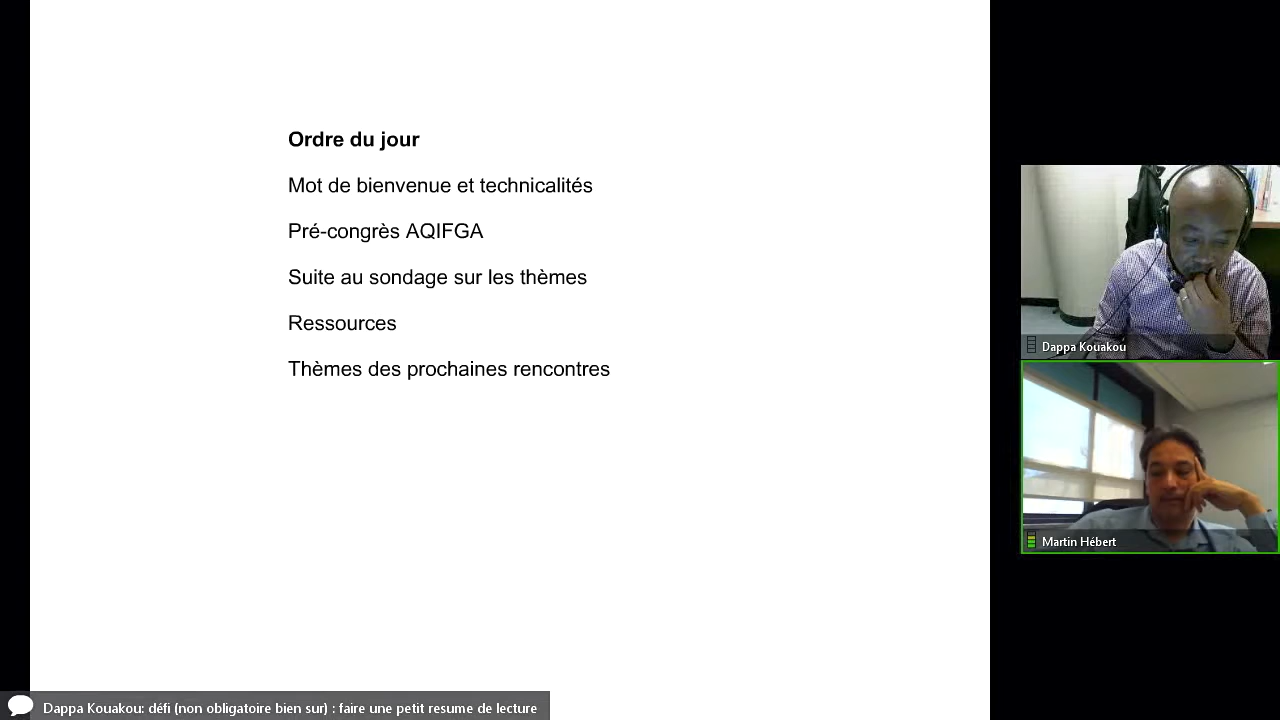 Ordre du jour
Mot de bienvenue et technicalités
Pré-congrès AQIFGA
Suite au sondage sur les thèmes
Ressources
Thèmes des prochaines rencontres
Dappa Kouakou
Martin Hébert
Dappa Kouakou: défi (non obligatoire bien sur) : faire une petit resume de lecture